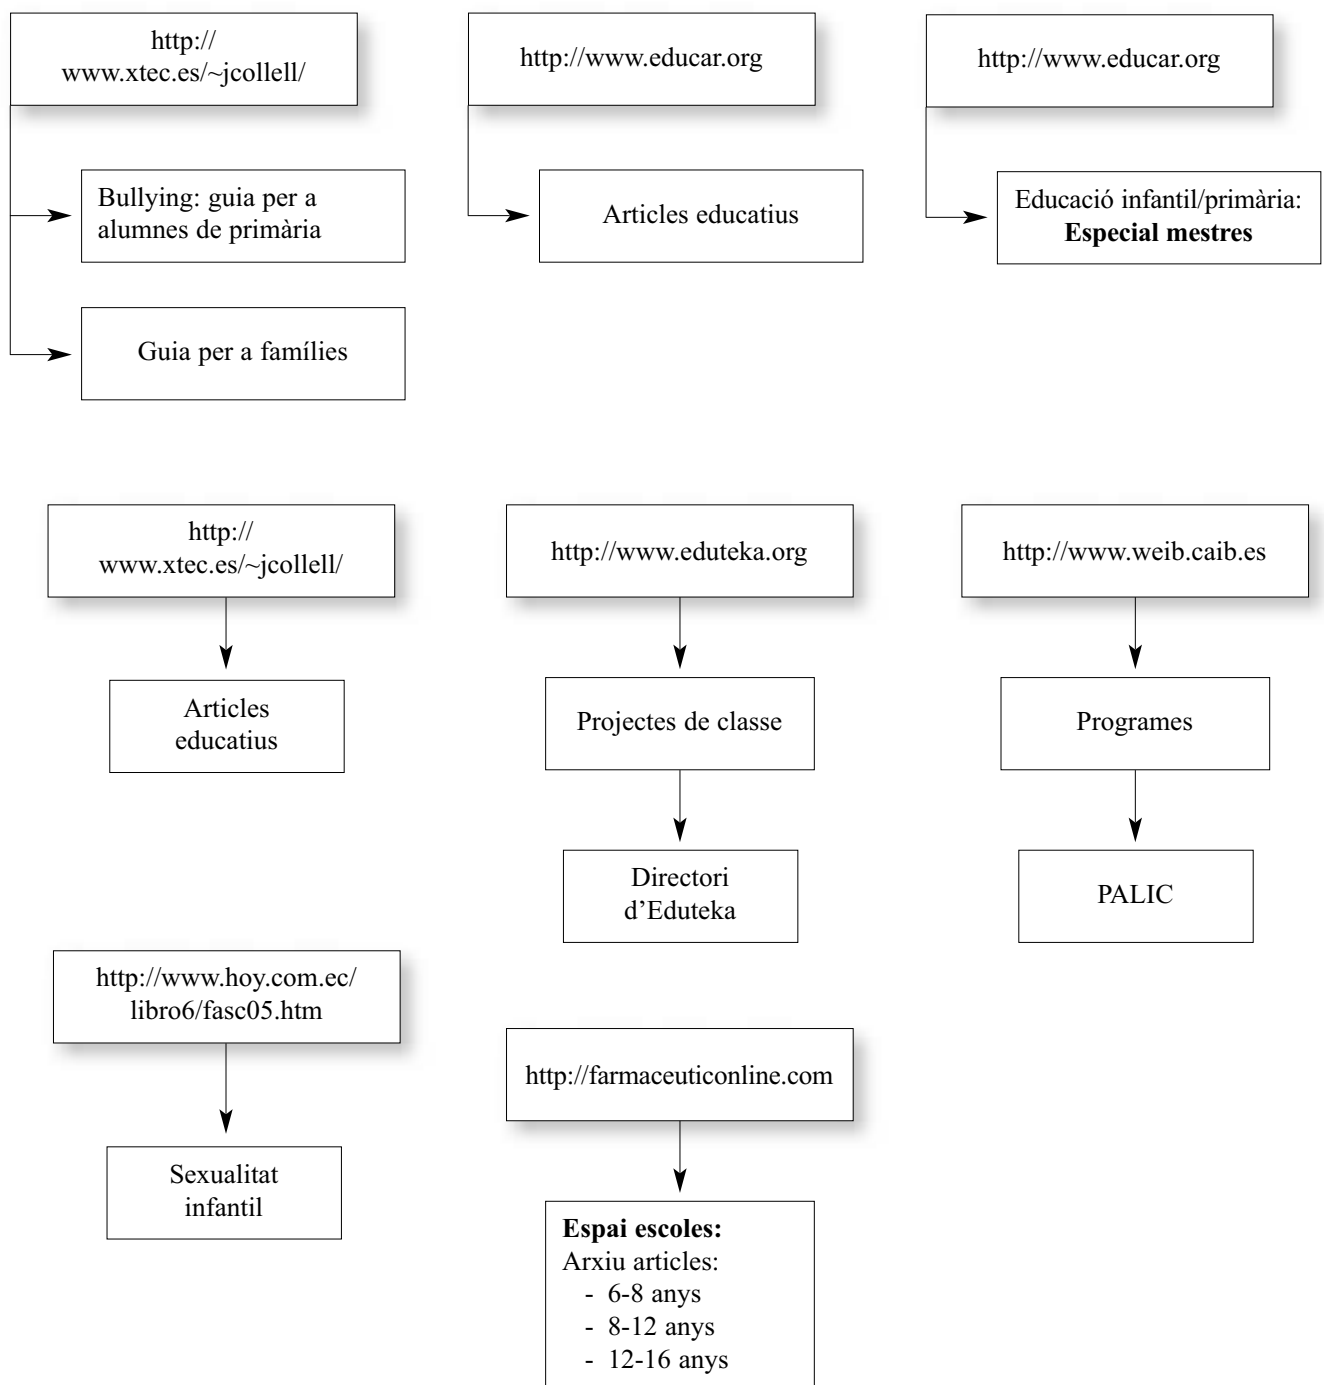 http://
www.xtec.es/~jcollell/
Bullying: guia per a
alumnes de primària
Guia per a famílies
http://www.educar.org
Articles educatius
http://www.educar.org
Educació infantil/primària:
Especial mestres
http://
www.xtec.es/~jcollell/
Articles
educatius
http://www.eduteka.org
Projectes de classe
Directori
d’Eduteka
http://www.weib.caib.es
Programes
PALIC
http://www.hoy.com.ec/
libro6/fasc05.htm
Sexualitat
infantil
http://farmaceuticonline.com
Espai escoles:
Arxiu articles:
- 6-8 anys
- 8-12 anys
- 12-16 anys